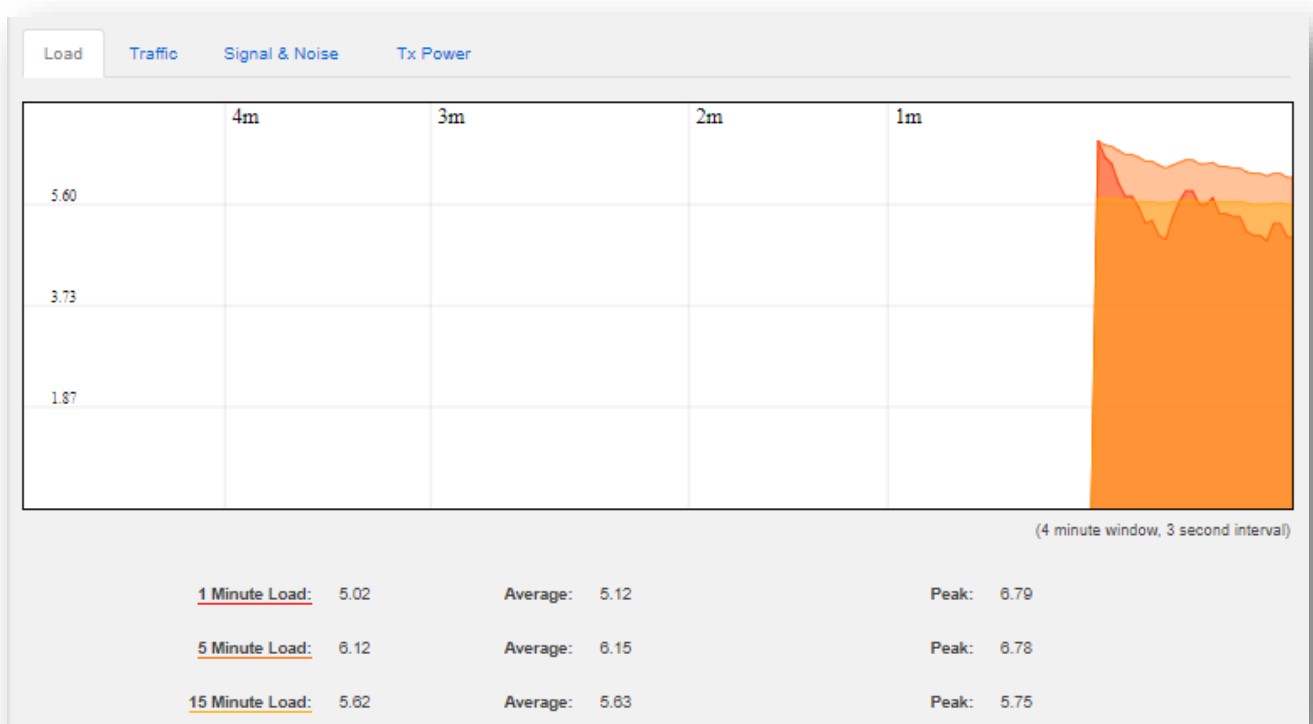 Load Traffic Signal & Noise Tx Power
4m 3m 2m 1m
5.60
3.73
1.87
(4 minute window, 3 second interval)
1 Minute Load: 5.02 Average: 5.12 Peak: 6.79
5 Minute Load: 6.12 Average: 6.15 Peak: 6.78
15 Minute Load: 5.62 Average: 5.63 Peak: 5.75